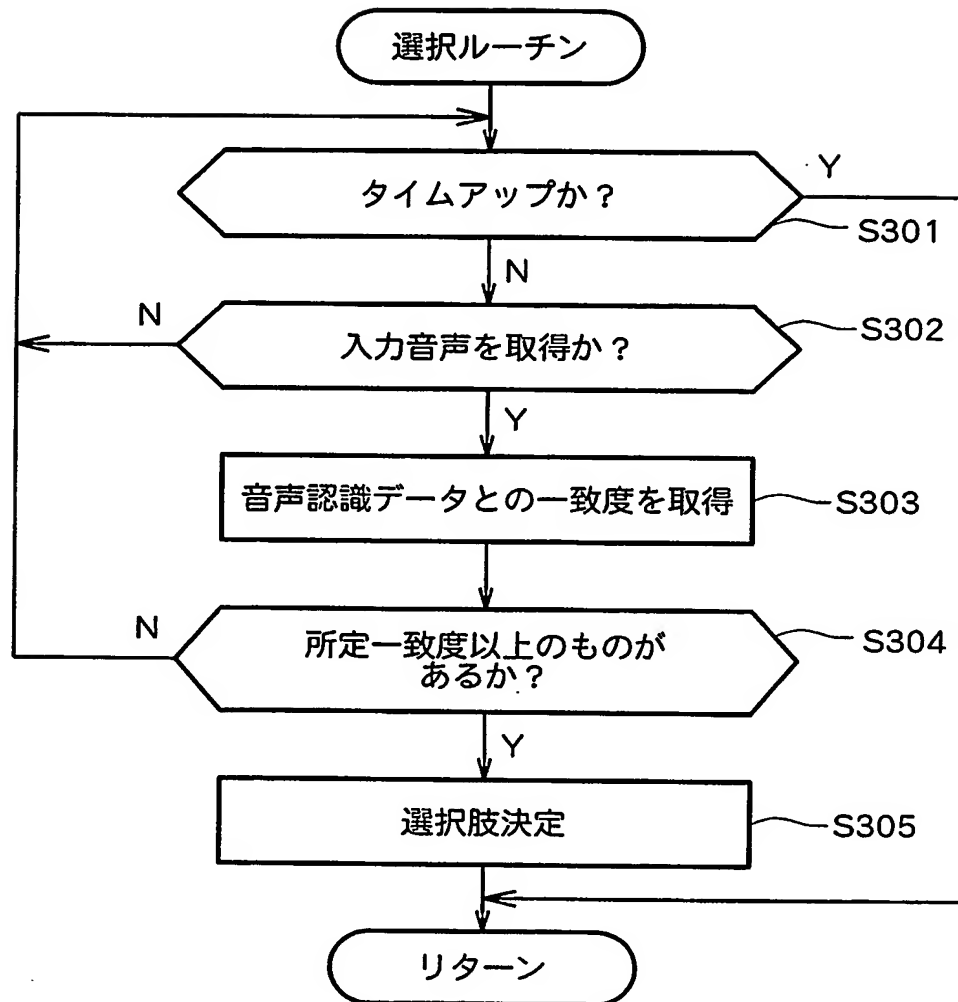 選択ルーチン
タイムアップか？
Y
S301
N
N
入力音声を取得か？
S302
Y
音声認識データとの一致度を取得
S303
N
所定一致度以上のものが
あるか？
S304
Y
選択肢決定
S305
リターン